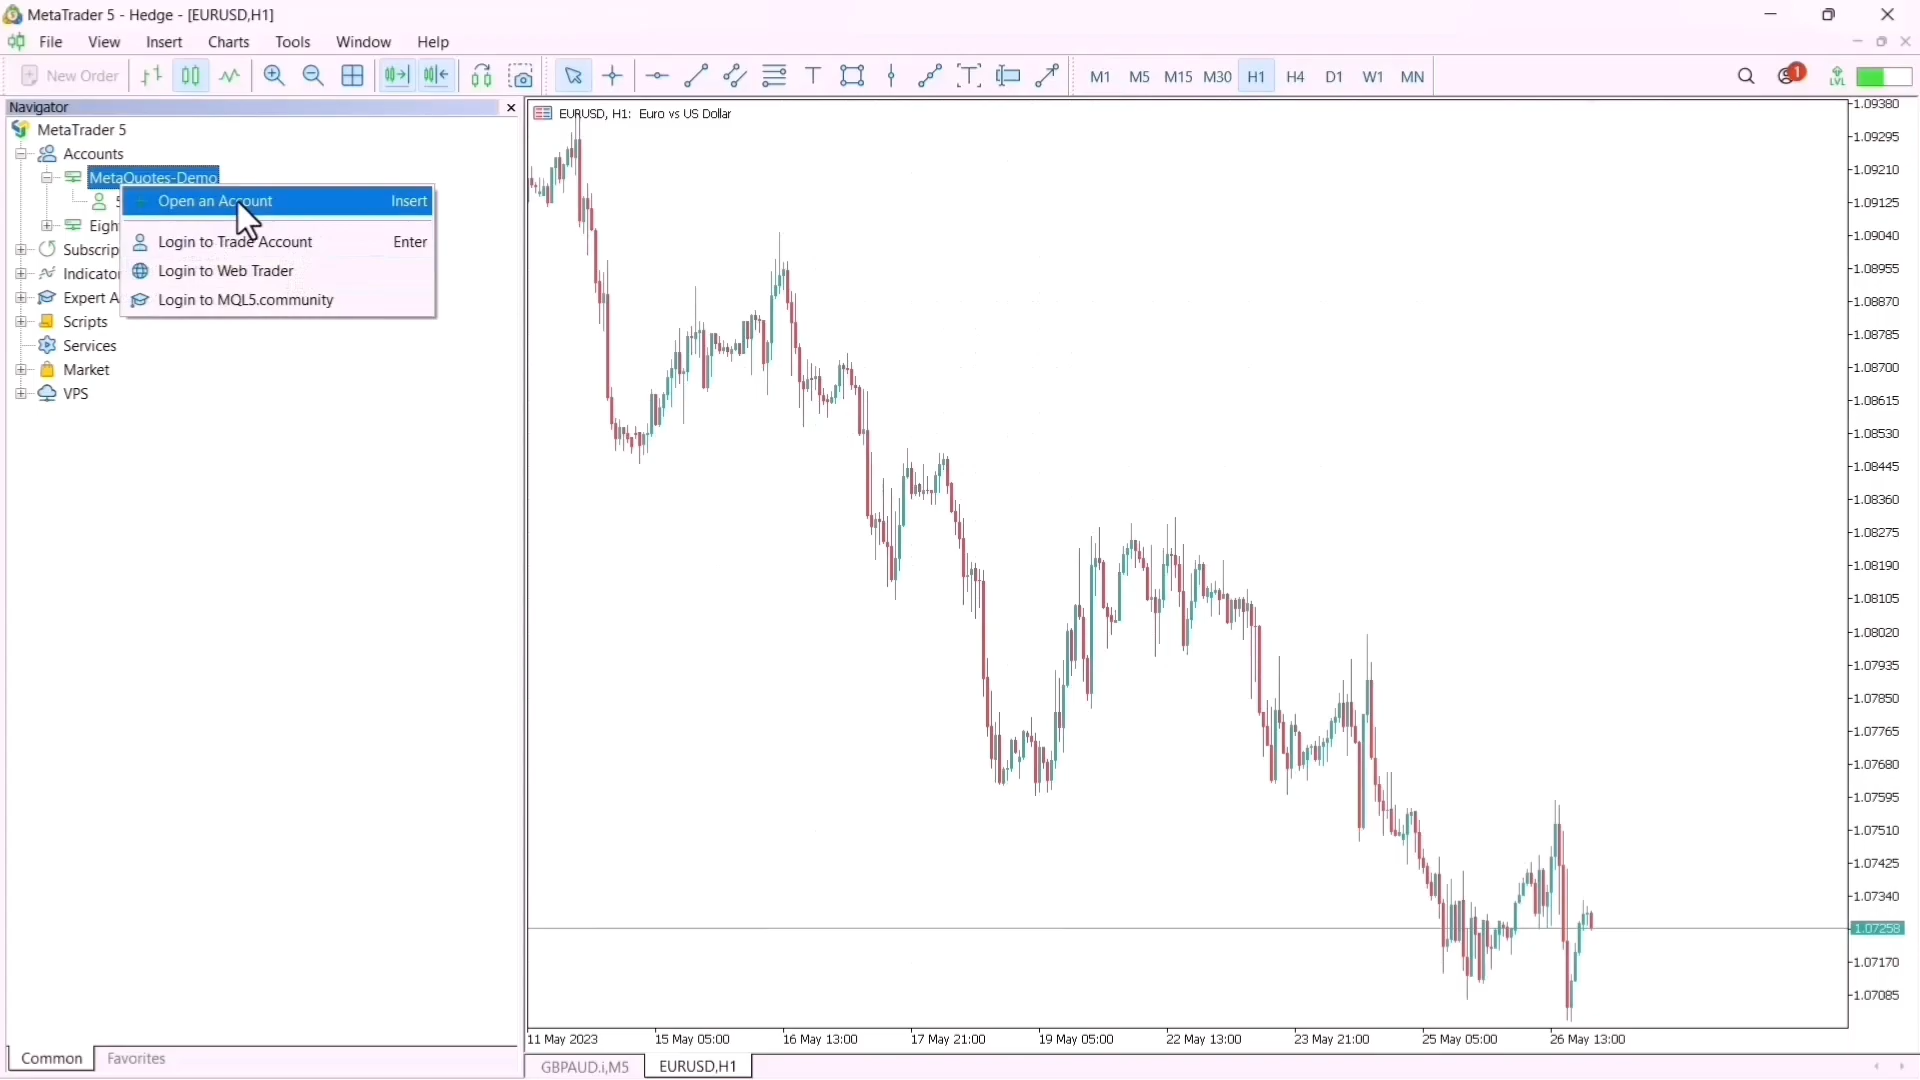 MetaTrader 5 - Hedge - [EURUSD,H1]
File View Insert Charts Tools Window Help
New Order M1 M5 M15 M30 H1 H4 D1 W1 MN 1 LVL
Navigator
MetaTrader 5
Accounts
MetaQuotes-Demo
Open an Account Insert
Login to Trade Account Enter
Login to Web Trader
Login to MQL5.community
5
Eigh
Subscrip
Indicato
Expert A
Scripts
Services
Market
VPS
Common Favorites
EURUSD, H1: Euro vs US Dollar
1.09380
1.09295
1.09210
1.09125
1.09040
1.08955
1.08870
1.08785
1.08700
1.08615
1.08530
1.08445
1.08360
1.08275
1.08190
1.08105
1.08020
1.07935
1.07850
1.07765
1.07680
1.07595
1.07510
1.07425
1.07340
1.07258
1.07170
1.07085
11 May 2023 15 May 05:00 16 May 13:00 17 May 21:00 19 May 05:00 22 May 13:00 23 May 21:00 25 May 05:00 26 May 13:00
GBPAUD.i,M5 EURUSD,H1